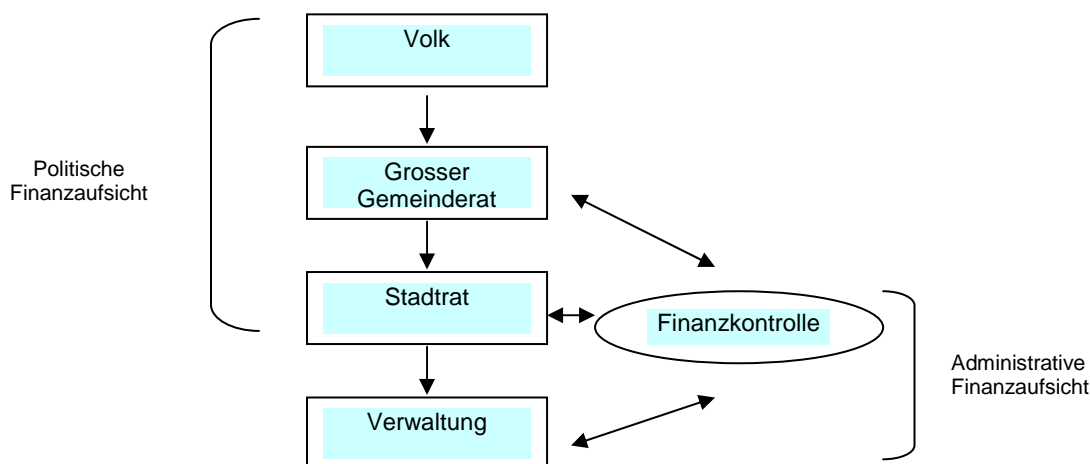 Volk
Politische
Finanzaufsicht
Grosser
Gemeinderat
Stadtrat
Finanzkontrolle
Administrative
Finanzaufsicht
Verwaltung